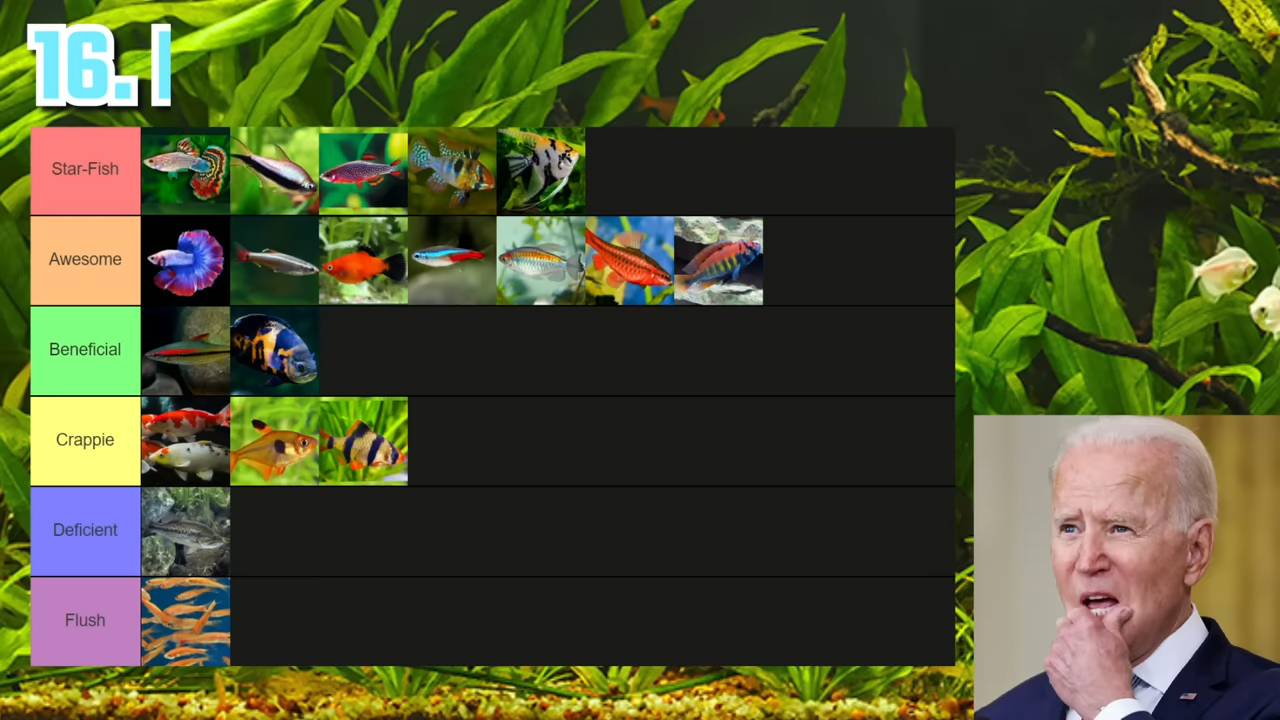 16. |
Star-Fish
Awesome
Beneficial
Crappie
Deficient
Flush